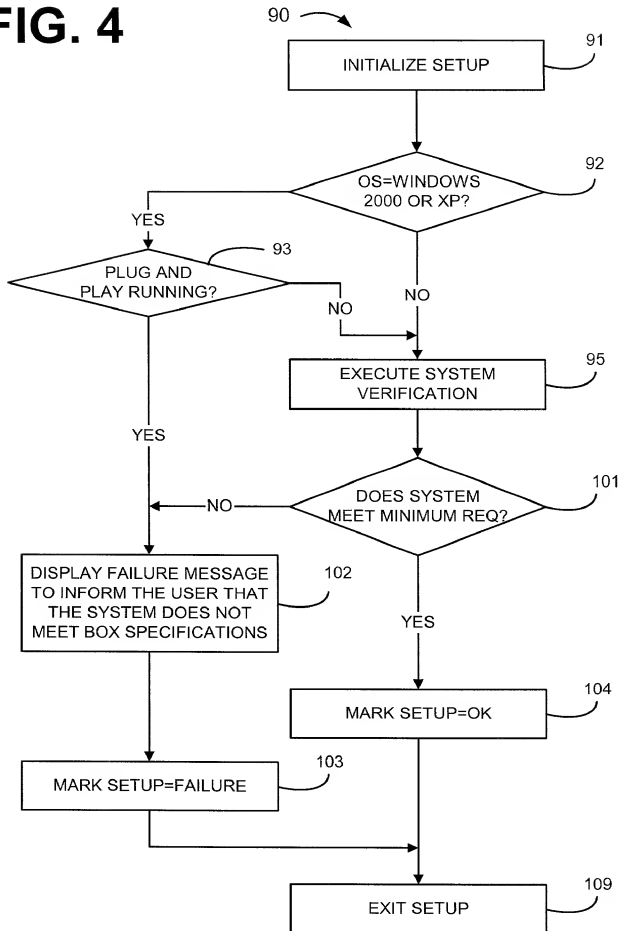 FIG. 4
90
INITIALIZE SETUP
91
OS=WINDOWS
2000 OR XP?
92
YES
PLUG AND
PLAY RUNNING?
93
NO
NO
EXECUTE SYSTEM
VERIFICATION
95
YES
DOES SYSTEM
MEET MINIMUM REQ?
101
NO
DISPLAY FAILURE MESSAGE
TO INFORM THE USER THAT
THE SYSTEM DOES NOT
MEET BOX SPECIFICATIONS
102
YES
MARK SETUP=OK
104
MARK SETUP=FAILURE
103
EXIT SETUP
109